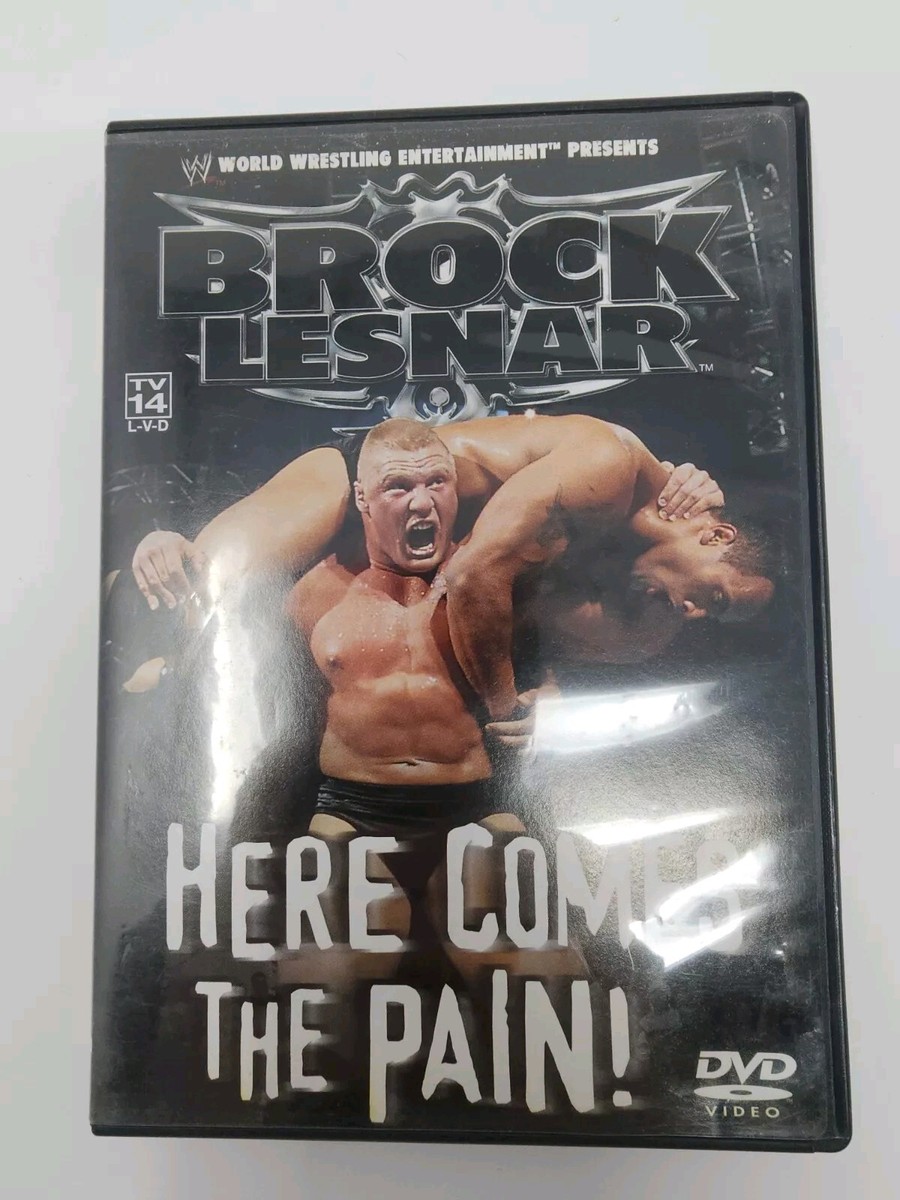 W WORLD WRESTLING ENTERTAINMENT™ PRESENTS
BROCK
LESNAR™
TV
14
L-V-D
HERE COMES
THE PAIN!
DVD
VIDEO